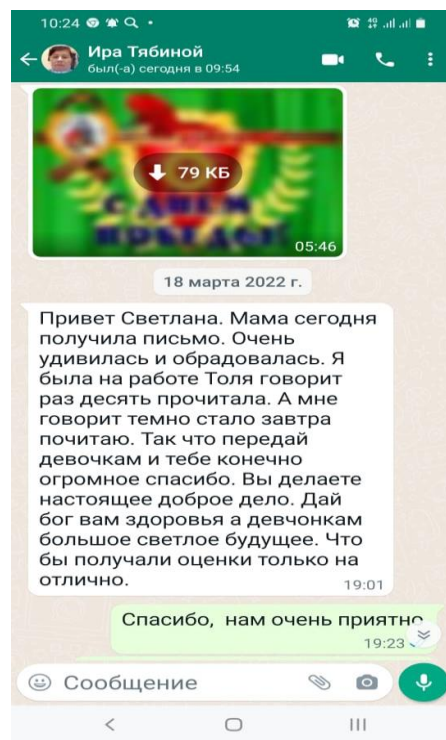 10:24
Ира Тябиной
был(-а) сегодня в 09:54
79 КБ
С ДНЕМ
ПОБЕДЫ!
05:46
18 марта 2022 г.
Привет Светлана. Мама сегодня
получила письмо. Очень
удивилась и обрадовалась. Я
была на работе Толя говорит
раз десять прочитала. А мне
говорит темно стало завтра
почитаю. Так что передай
девочкам и тебе конечно
огромное спасибо. Вы делаете
настоящее доброе дело. Дай
бог вам здоровья а девчонкам
большое светлое будущее. Что
бы получали оценки только на
отлично.
19:01
Спасибо, нам очень приятно
19:23
Сообщение